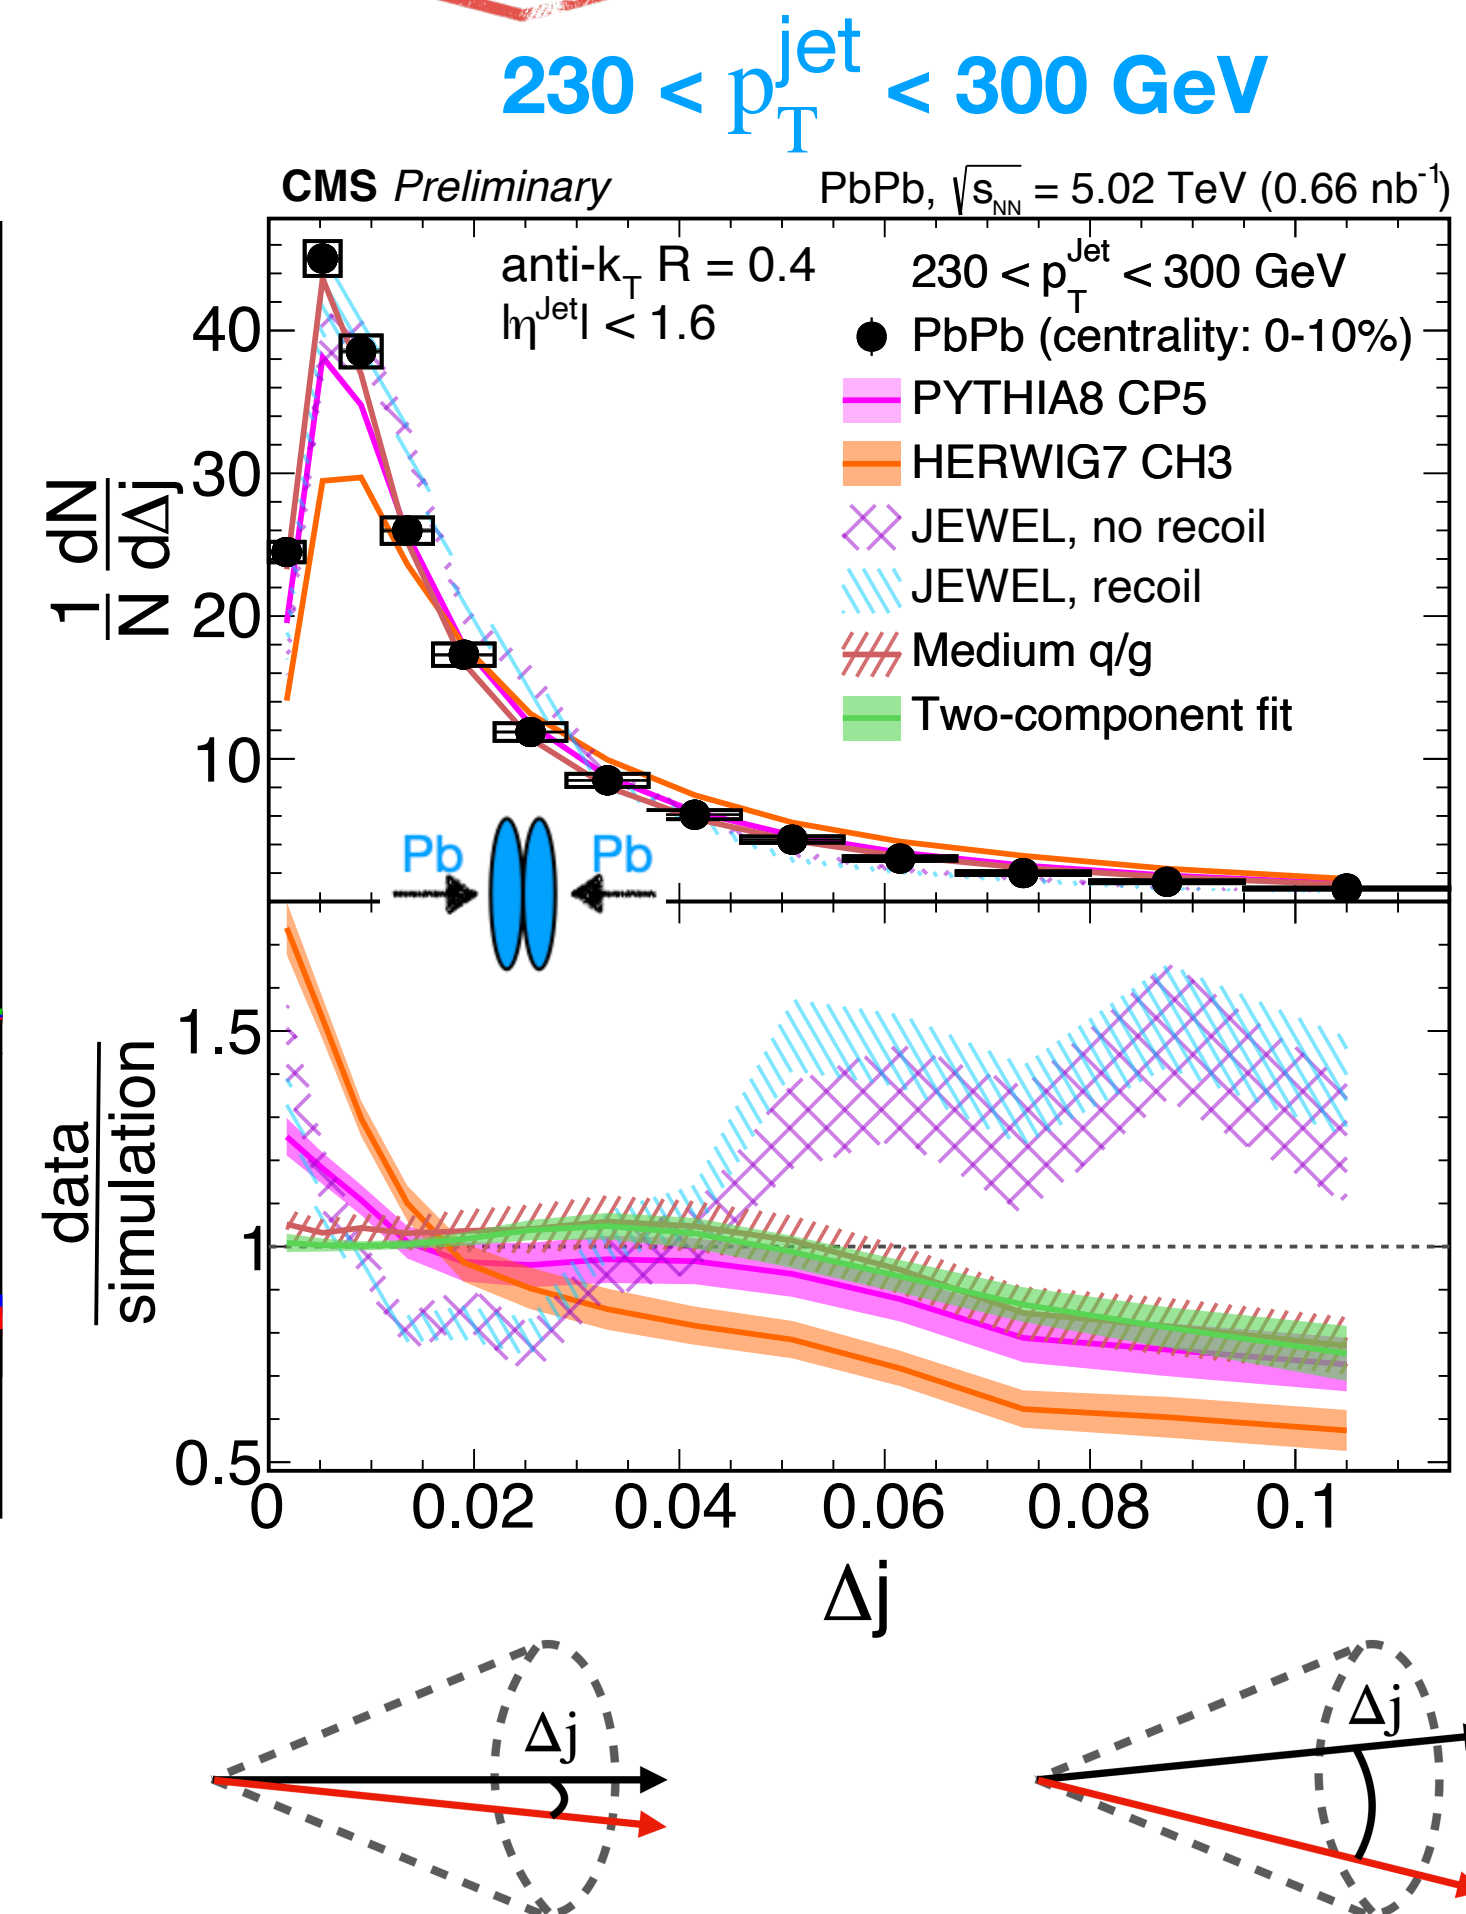 230 < p_T^jet < 300 GeV
CMS Preliminary
PbPb, √s_NN = 5.02 TeV (0.66 nb⁻¹)
anti-k_T R = 0.4
|η^Jet| < 1.6
230 < p_T^Jet < 300 GeV
PbPb (centrality: 0-10%)
PYTHIA8 CP5
HERWIG7 CH3
JEWEL, no recoil
JEWEL, recoil
Medium q/g
Two-component fit
1/N dN/dΔj
40
30
20
10
Pb
Pb
data
simulation
1.5
1
0.5
0
0.02
0.04
0.06
0.08
0.1
Δj
Δj
Δj